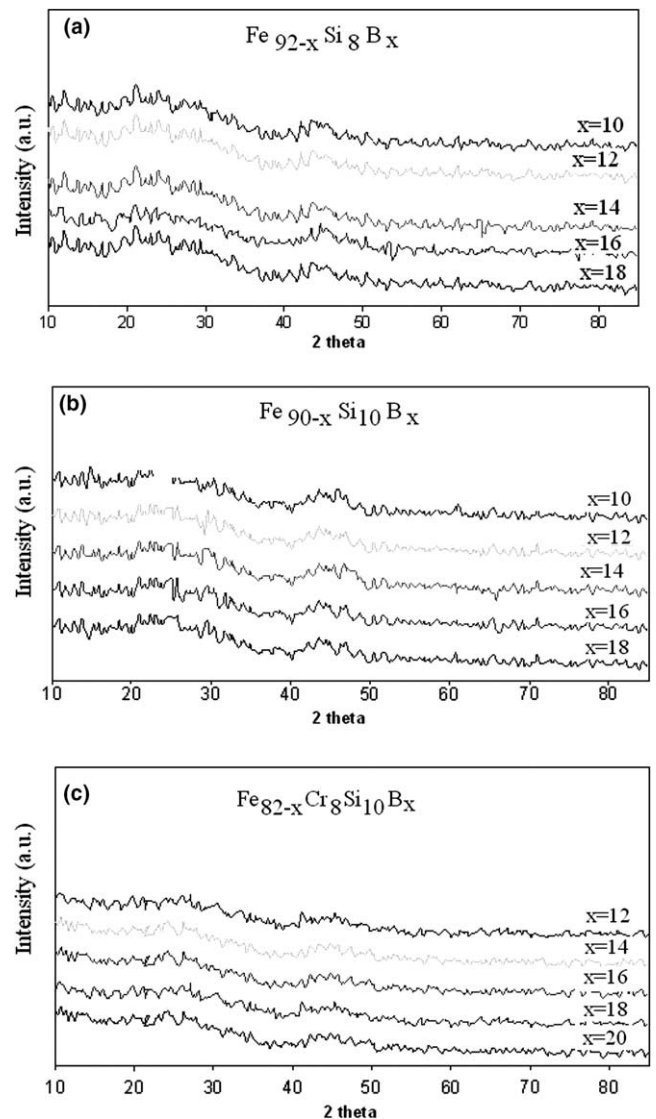 (a)
Fe 92-x Si 8 B x
Intensity (a.u.)
x=10
x=12
x=14
x=16
x=18
10 20 30 40 50 60 70 80
2 theta
(b)
Fe 90-x Si 10 B x
Intensity (a.u.)
x=10
x=12
x=14
x=16
x=18
10 20 30 40 50 60 70 80
2 theta
(c)
Fe 82-x Cr 8 Si 10 B x
Intensity (a.u.)
x=12
x=14
x=16
x=18
x=20
10 20 30 40 50 60 70 80
2 theta